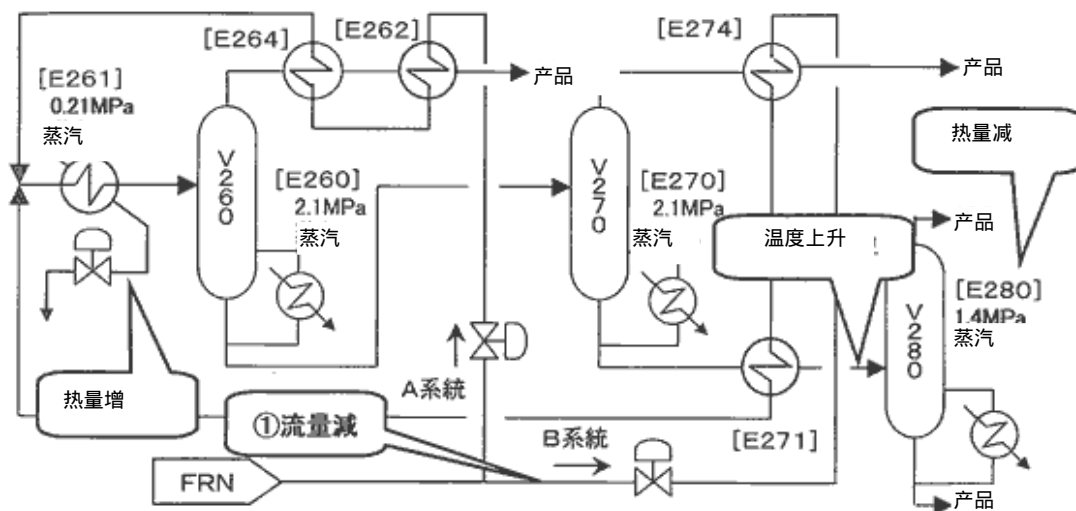 [E264]
[E262]
[E274]
产品
产品
[E261]
0.21MPa
蒸汽
热量减
V260
[E260]
2.1MPa
蒸汽
V270
[E270]
2.1MPa
蒸汽
温度上升
产品
V280
[E280]
1.4MPa
蒸汽
热量增
①流量減
A系統
B系統
[E271]
FRN
产品